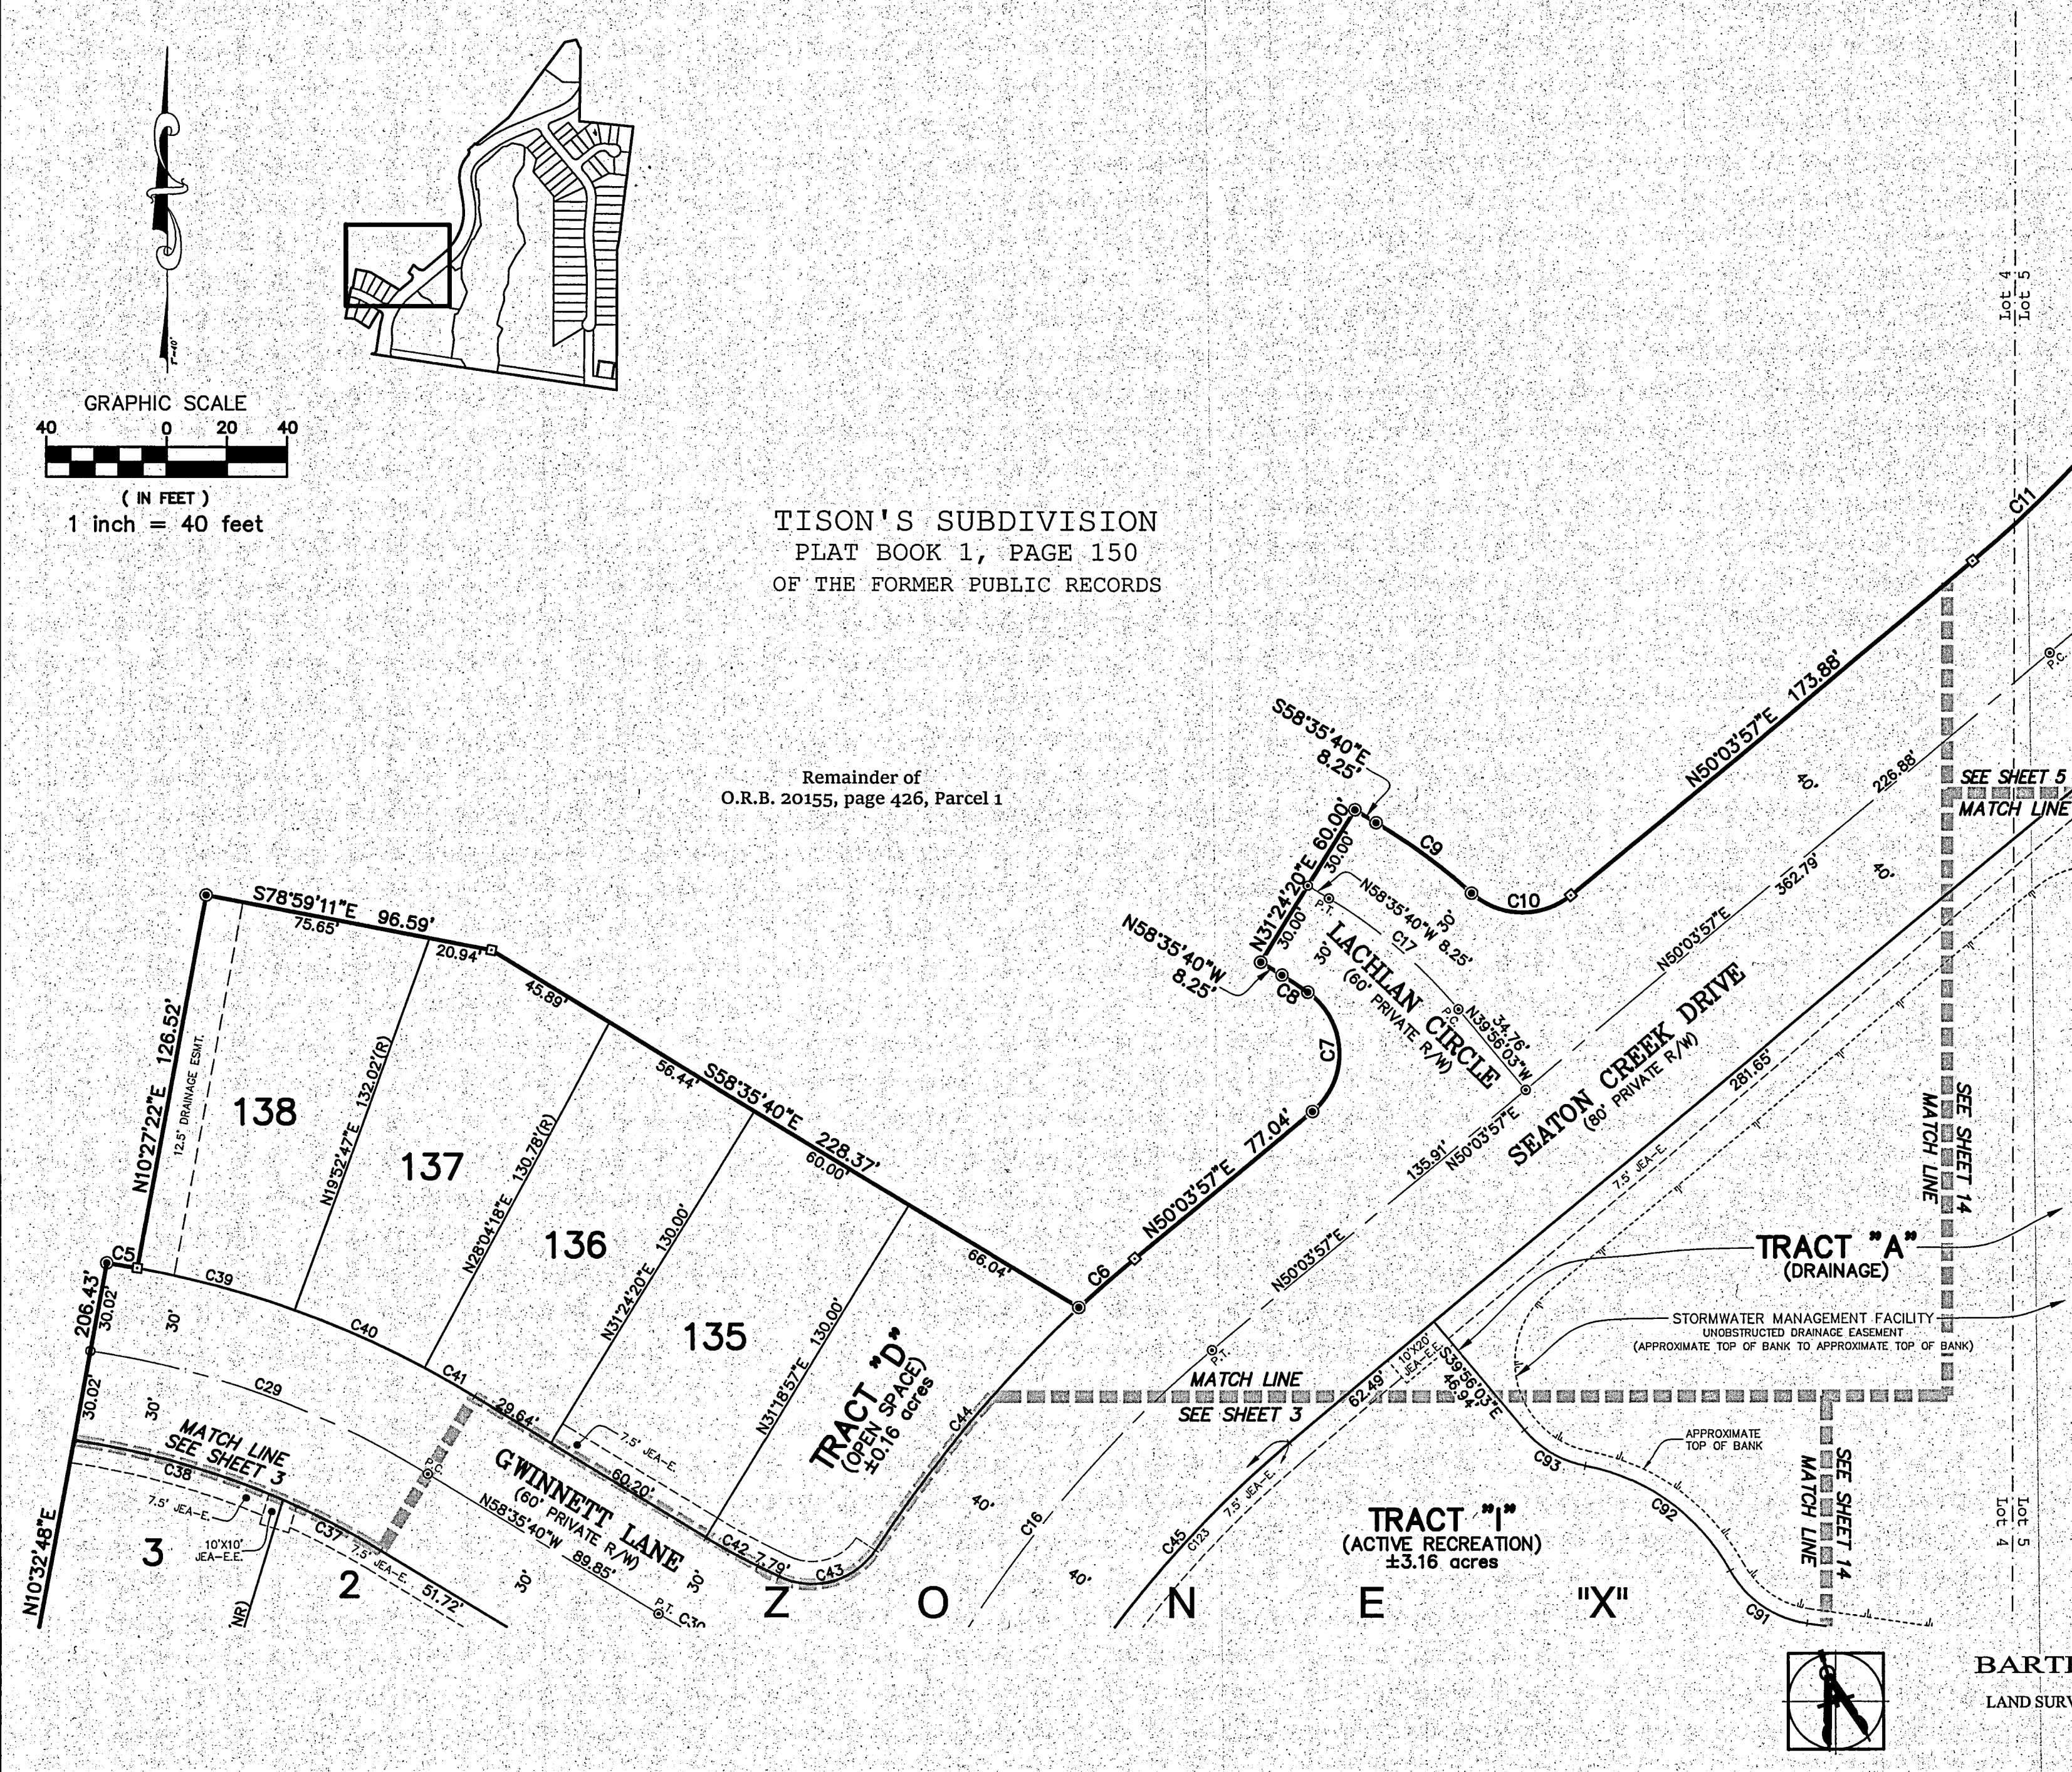 1"=40'
GRAPHIC SCALE
40 0 20 40
( IN FEET )
1 inch = 40 feet
TISON'S SUBDIVISION
PLAT BOOK 1, PAGE 150
OF THE FORMER PUBLIC RECORDS
Lot 4
Lot 5
C11
173.88'
N50°03'57"E
P.C.
226.88'
40'
SEE SHEET 5
MATCH LINE
Remainder of
O.R.B. 20155, page 426, Parcel 1
S58°35'40"E
8.25'
N31°24'20"E 60.00'
30.00'
30.00'
C9
C10
P.T.
N58°35'40"W 8.25'
30'
C17
30'
N58°35'40"W
8.25'
C8
C7
LACHLAN CIRCLE
(60' PRIVATE R/W)
P.C.
34.76'
N39°56'03"W
362.79'
40'
N50°03'57"E
SEATON CREEK DRIVE
(80' PRIVATE R/W)
281.65'
7.5' JEA-E.
135.91'
N50°03'57"E
77.04'
N50°03'57"E
C6
N50°03'57"E
P.T.
S78°59'11"E 96.59'
75.65'
20.94'
45.89'
56.44'
S58°35'40"E 228.37'
60.00'
66.04'
N10°27'22"E 126.52'
12.5' DRAINAGE ESMT.
138
N19°52'47"E 132.02'(R)
137
N28°04'18"E 130.78'(R)
136
N31°24'20"E 130.00'
135
N31°18'57"E 130.00'
TRACT "D"
(OPEN SPACE)
±0.16 acres
C5
C39
C40
C41
206.43'
30.02'
30'
30.02'
30'
C29
MATCH LINE
SEE SHEET 3
C38
7.5' JEA-E.
10'X10'
JEA-E.E.
C37
7.5' JEA-E.
51.72'
N10°32'48"E
3
2
(NR)
P.C.
29.64'
7.5' JEA-E.
60.20'
GWINNETT LANE
(60' PRIVATE R/W)
N58°35'40"W 89.85'
30'
30'
P.T. C30
C42
7.79'
C43
C44
40'
C16
40'
MATCH LINE
SEE SHEET 3
62.49'
10'X20'
JEA-E.E.
S39°56'03"E
46.94'
C45
C123
7.5' JEA-E.
TRACT "A"
(DRAINAGE)
STORMWATER MANAGEMENT FACILITY
UNOBSTRUCTED DRAINAGE EASEMENT
(APPROXIMATE TOP OF BANK TO APPROXIMATE TOP OF BANK)
SEE SHEET 14
MATCH LINE
APPROXIMATE
TOP OF BANK
C93
C92
C91
SEE SHEET 14
MATCH LINE
TRACT "I"
(ACTIVE RECREATION)
±3.16 acres
Lot 5
Lot 4
Z O N E "X"
BARTI
LAND SURV